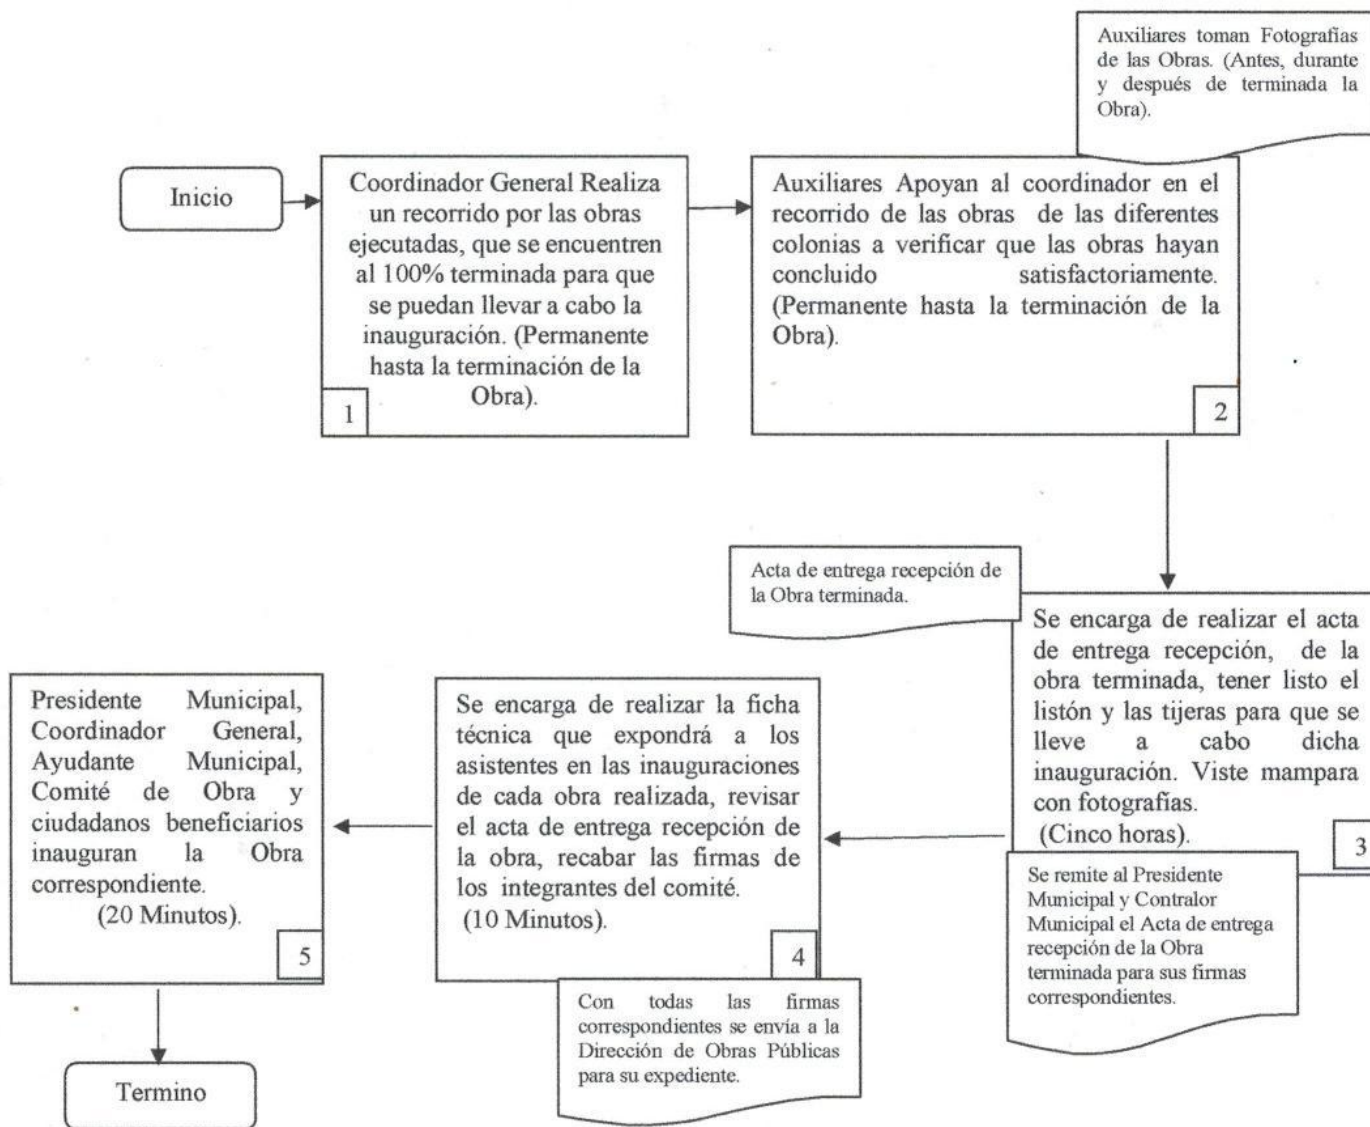 Auxiliares toman Fotografías
de las Obras. (Antes, durante
y después de terminada la
Obra).
Inicio
Coordinador General Realiza
un recorrido por las obras
ejecutadas, que se encuentren
al 100% terminada para que
se puedan llevar a cabo la
inauguración. (Permanente
hasta la terminación de la
Obra).
1
Auxiliares Apoyan al coordinador en el
recorrido de las obras de las diferentes
colonias a verificar que las obras hayan
concluido satisfactoriamente.
(Permanente hasta la terminación de la
Obra).
2
Acta de entrega recepción de
la Obra terminada.
Se encarga de realizar el acta
de entrega recepción, de la
obra terminada, tener listo el
listón y las tijeras para que se
lleve a cabo dicha
inauguración. Viste mampara
con fotografías.
(Cinco horas).
3
Se remite al Presidente
Municipal y Contralor
Municipal el Acta de entrega
recepción de la Obra
terminada para sus firmas
correspondientes.
Se encarga de realizar la ficha
técnica que expondrá a los
asistentes en las inauguraciones
de cada obra realizada, revisar
el acta de entrega recepción de
la obra, recabar las firmas de
los integrantes del comité.
(10 Minutos).
4
Con todas las firmas
correspondientes se envía a la
Dirección de Obras Públicas
para su expediente.
Presidente Municipal,
Coordinador General,
Ayudante Municipal,
Comité de Obra y
ciudadanos beneficiarios
inauguran la Obra
correspondiente.
(20 Minutos).
5
Termino